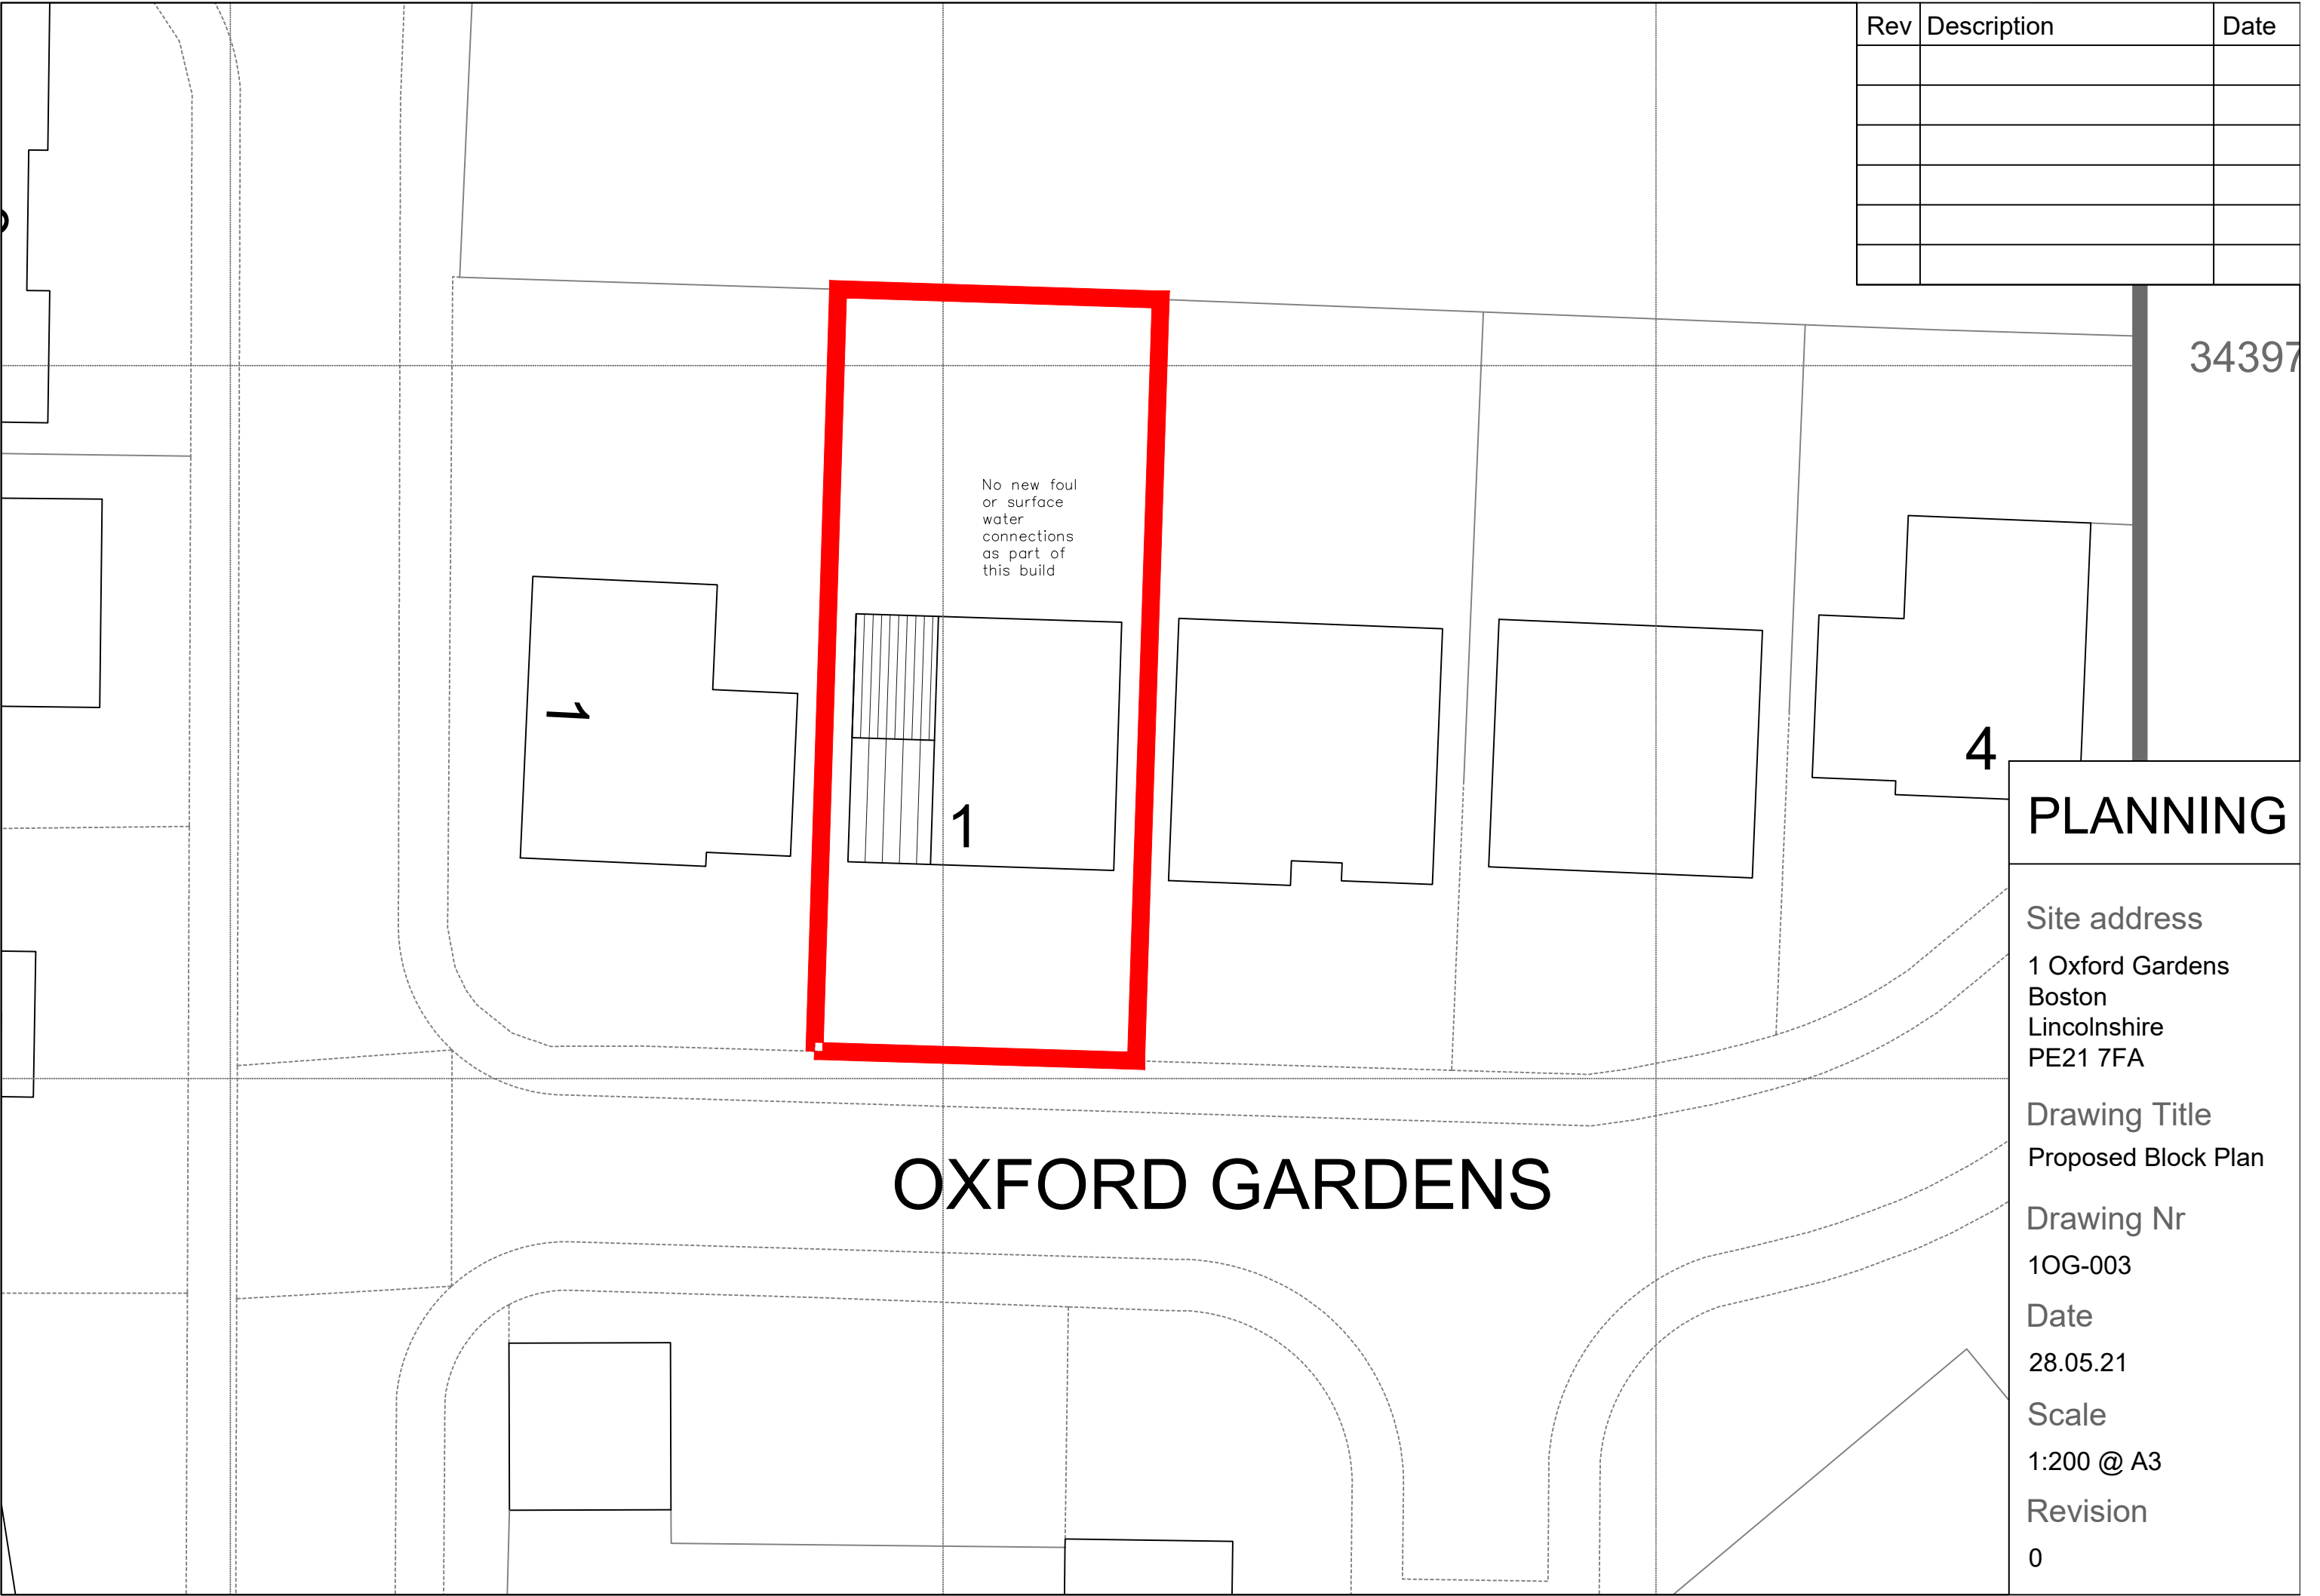 Rev Description Date
34397
No new foul
or surface
water
connections
as part of
this build
1
1
4
OXFORD GARDENS
PLANNING
Site address
1 Oxford Gardens
Boston
Lincolnshire
PE21 7FA
Drawing Title
Proposed Block Plan
Drawing Nr
1OG-003
Date
28.05.21
Scale
1:200 @ A3
Revision
0